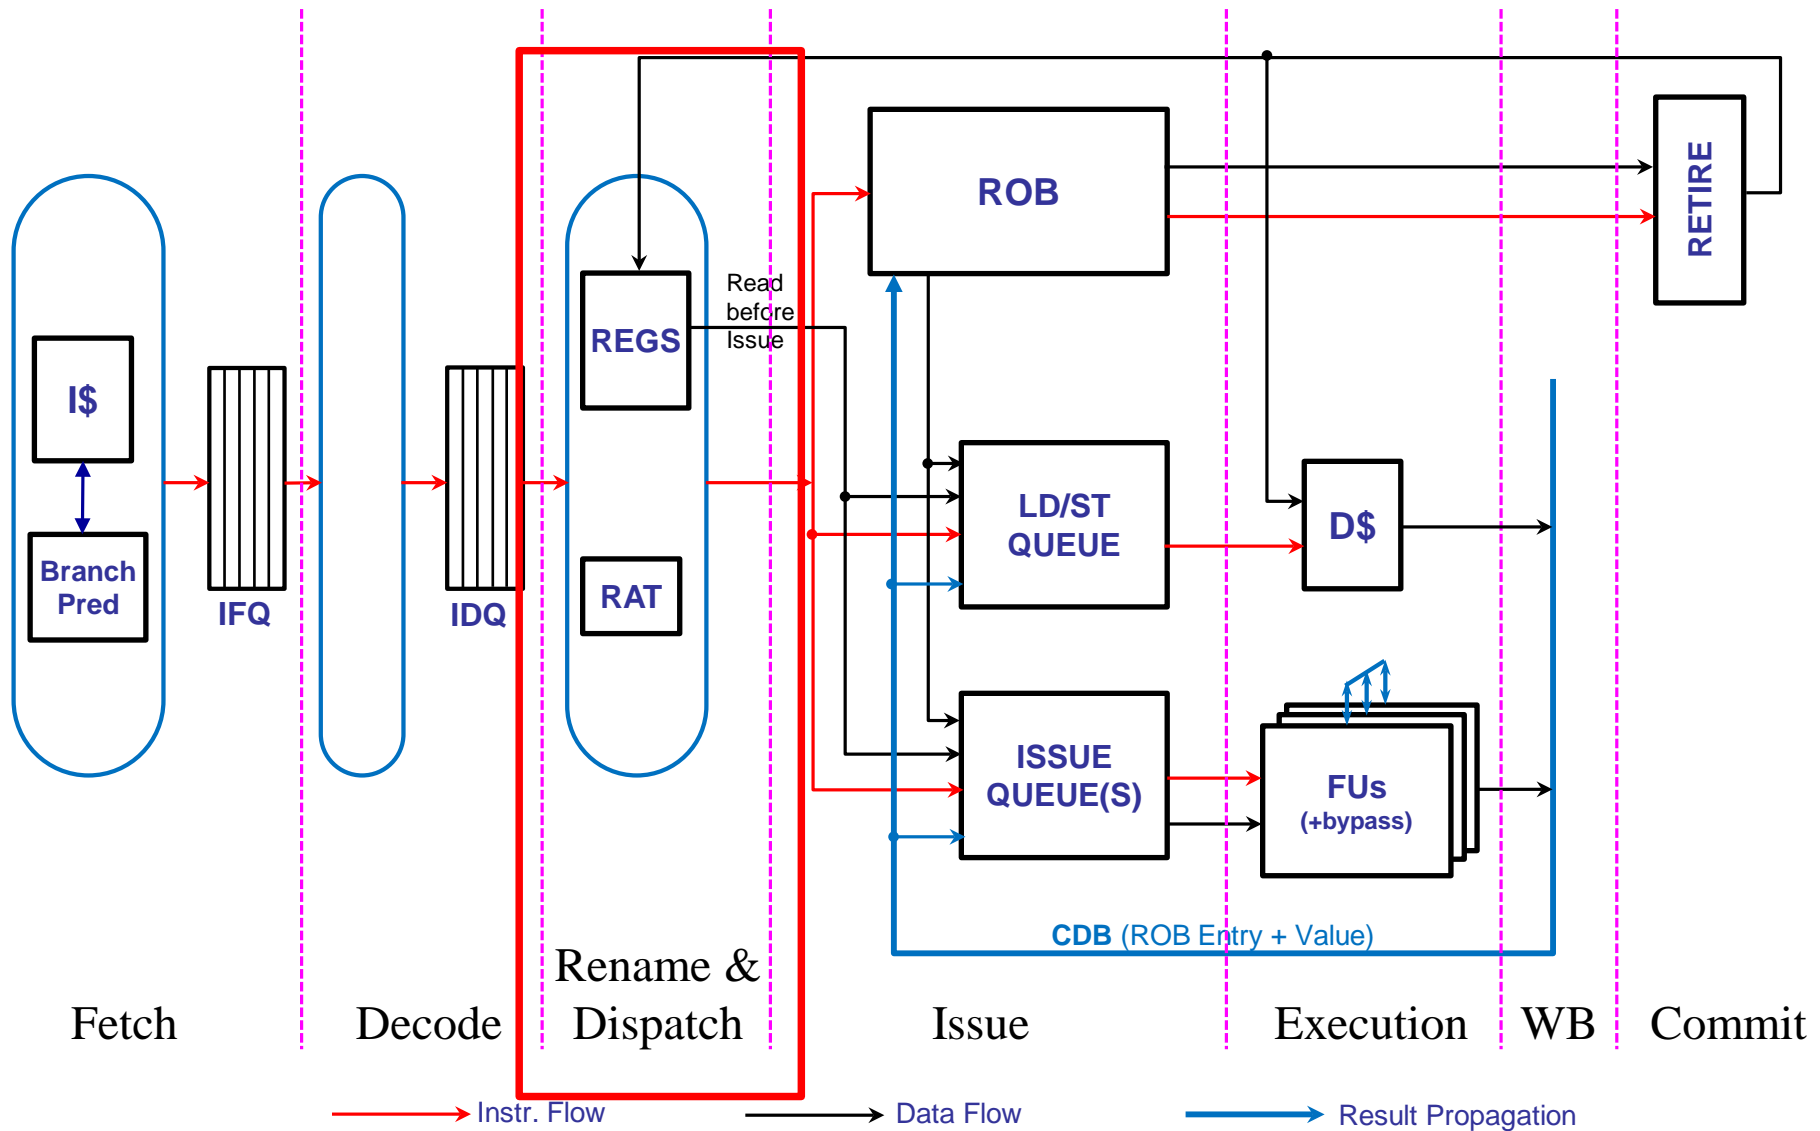 ROB
RETIRE
Read
before
Issue
REGS
I$
Branch
Pred
IFQ
IDQ
RAT
LD/ST
QUEUE
D$
ISSUE
QUEUE(S)
FUs
(+bypass)
CDB (ROB Entry + Value)
Fetch
Decode
Rename &
Dispatch
Issue
Execution
WB
Commit
Instr. Flow
Data Flow
Result Propagation